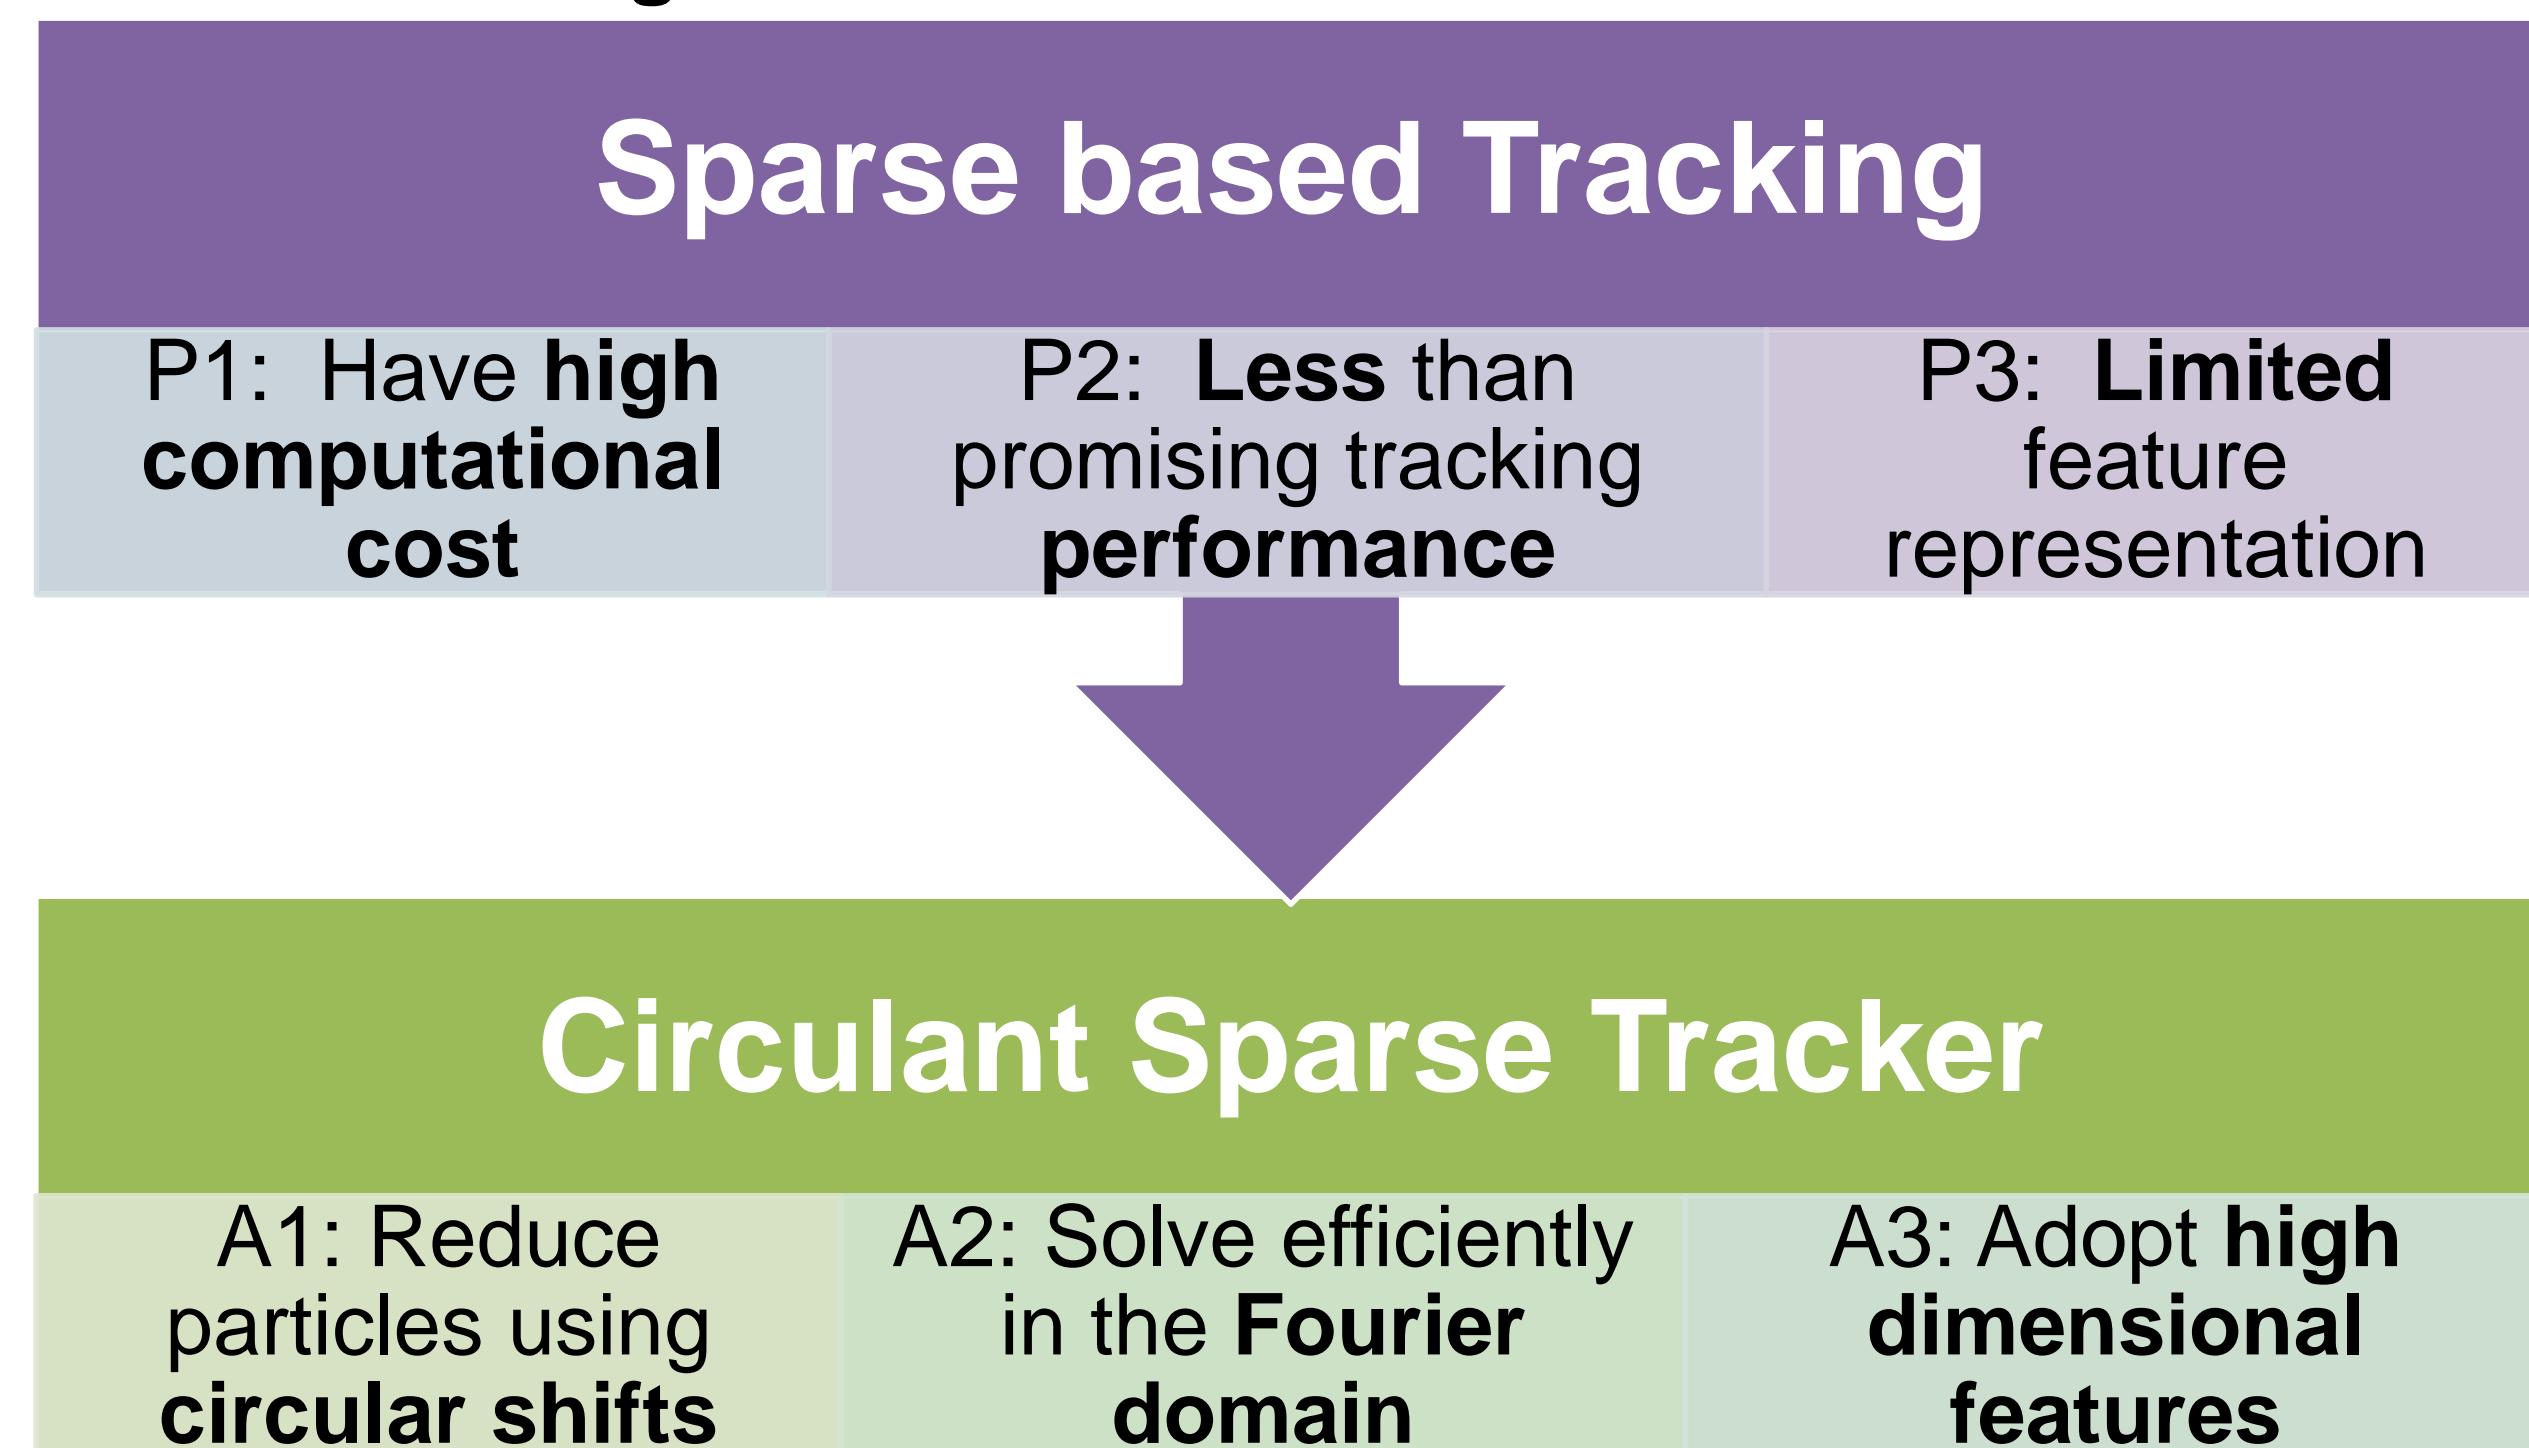 Sparse based Tracking
P1: Have high
computational
cost
P2: Less than
promising tracking
performance
P3: Limited
feature
representation
Circulant Sparse Tracker
A1: Reduce
particles using
circular shifts
A2: Solve efficiently
in the Fourier
domain
A3: Adopt high
dimensional
features